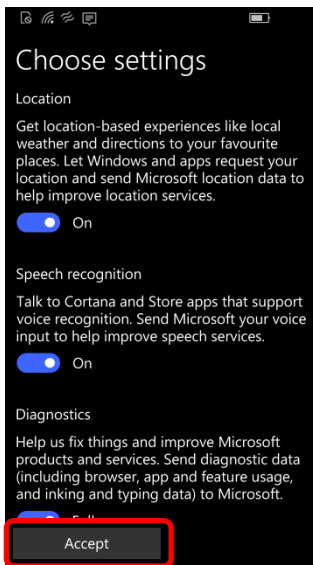 Choose settings
Location
Get location-based experiences like local
weather and directions to your favourite
places. Let Windows and apps request your
location and send Microsoft location data to
help improve location services.
On
Speech recognition
Talk to Cortana and Store apps that support
voice recognition. Send Microsoft your voice
input to help improve speech services.
On
Diagnostics
Help us fix things and improve Microsoft
products and services. Send diagnostic data
(including browser, app and feature usage,
and inking and typing data) to Microsoft.
Accept